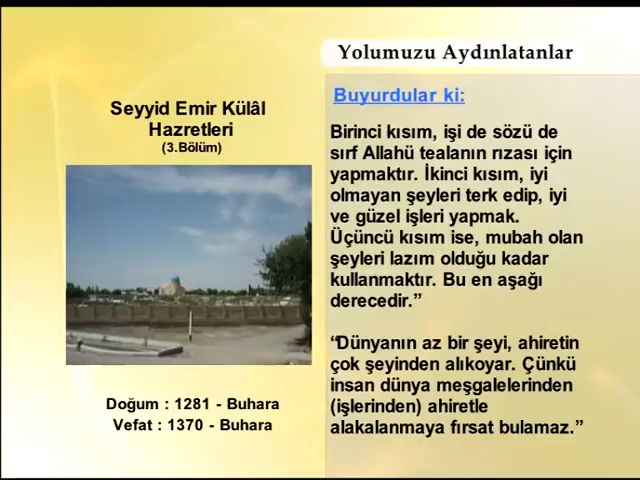 Yolumuzu Aydınlatanlar
Seyyid Emir Külâl
Hazretleri
(3.Bölüm)
Doğum : 1281 - Buhara
Vefat : 1370 - Buhara
Buyurdular ki:
Birinci kısım, işi de sözü de
sırf Allahü tealanın rızası için
yapmaktır. İkinci kısım, iyi
olmayan şeyleri terk edip, iyi
ve güzel işleri yapmak.
Üçüncü kısım ise, mubah olan
şeyleri lazım olduğu kadar
kullanmaktır. Bu en aşağı
derecedir.”
“Dünyanın az bir şeyi, ahiretin
çok şeyinden alıkoyar. Çünkü
insan dünya meşgalelerinden
(işlerinden) ahiretle
alakalanmaya fırsat bulamaz.”